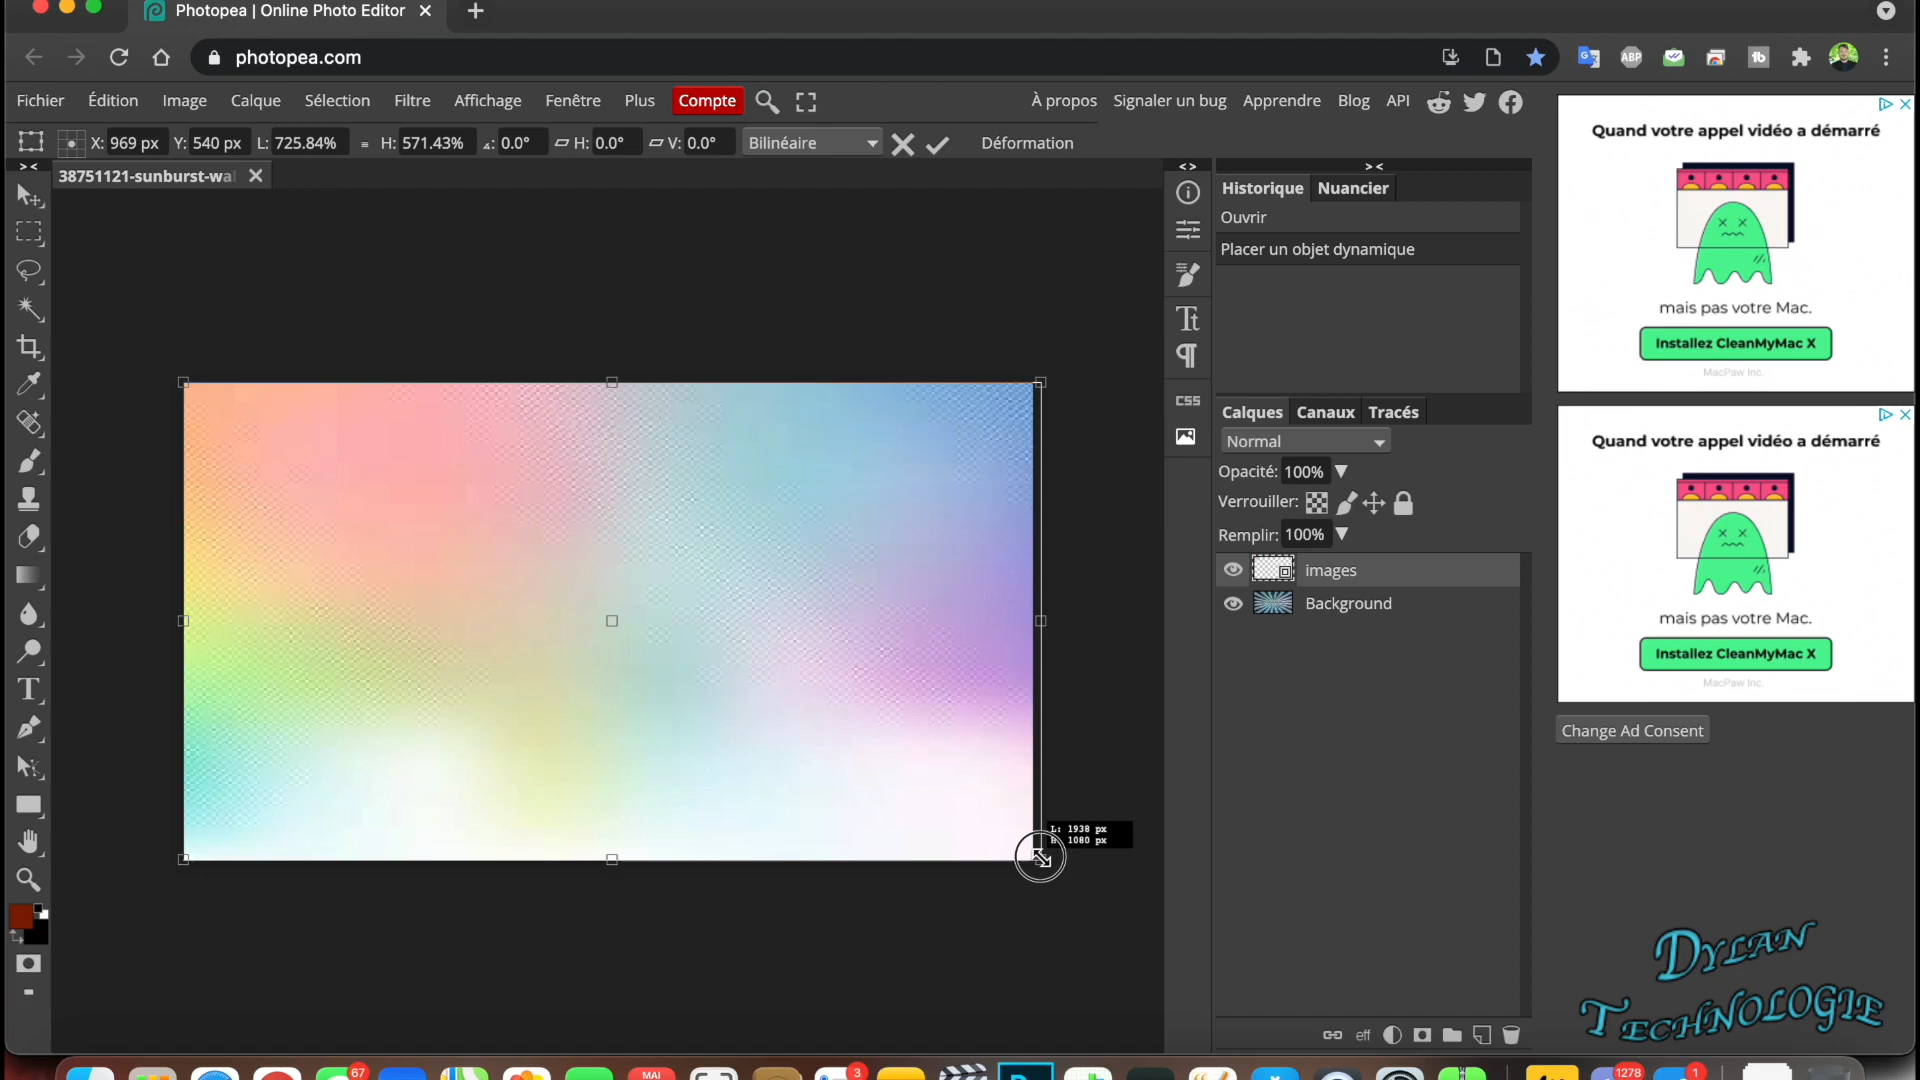 Photopea | Online Photo Editor
photopea.com
Fichier Édition Image Calque Sélection Filtre Affichage Fenêtre Plus Compte À propos Signaler un bug Apprendre Blog API
X: 969 px Y: 540 px L: 725.84% H: 571.43% 0.0° H: 0.0° V: 0.0° Bilinéaire Déformation
38751121-sunburst-wal
Historique Nuancier
Ouvrir
Placer un objet dynamique
CSS
Calques Canaux Tracés
Normal
Opacité: 100%
Verrouiller:
Remplir: 100%
images
Background
eff
L: 1938 px
H: 1080 px
T
Tt
ABP
tb
Quand votre appel vidéo a démarré
mais pas votre Mac.
Installez CleanMyMac X
MacPaw Inc.
Quand votre appel vidéo a démarré
mais pas votre Mac.
Installez CleanMyMac X
MacPaw Inc.
Change Ad Consent
Dylan
Technologie
67
MAI
3
1278
1